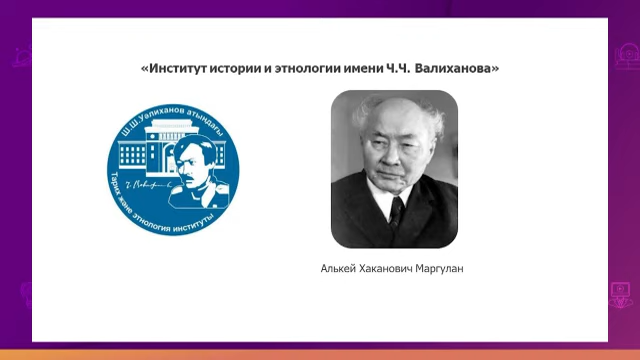 «Институт истории и этнологии имени Ч.Ч. Валиханова»
Ш.Ш.Уәлиханов атындағы
Тарих және этнология институты
Алькей Хаканович Маргулан